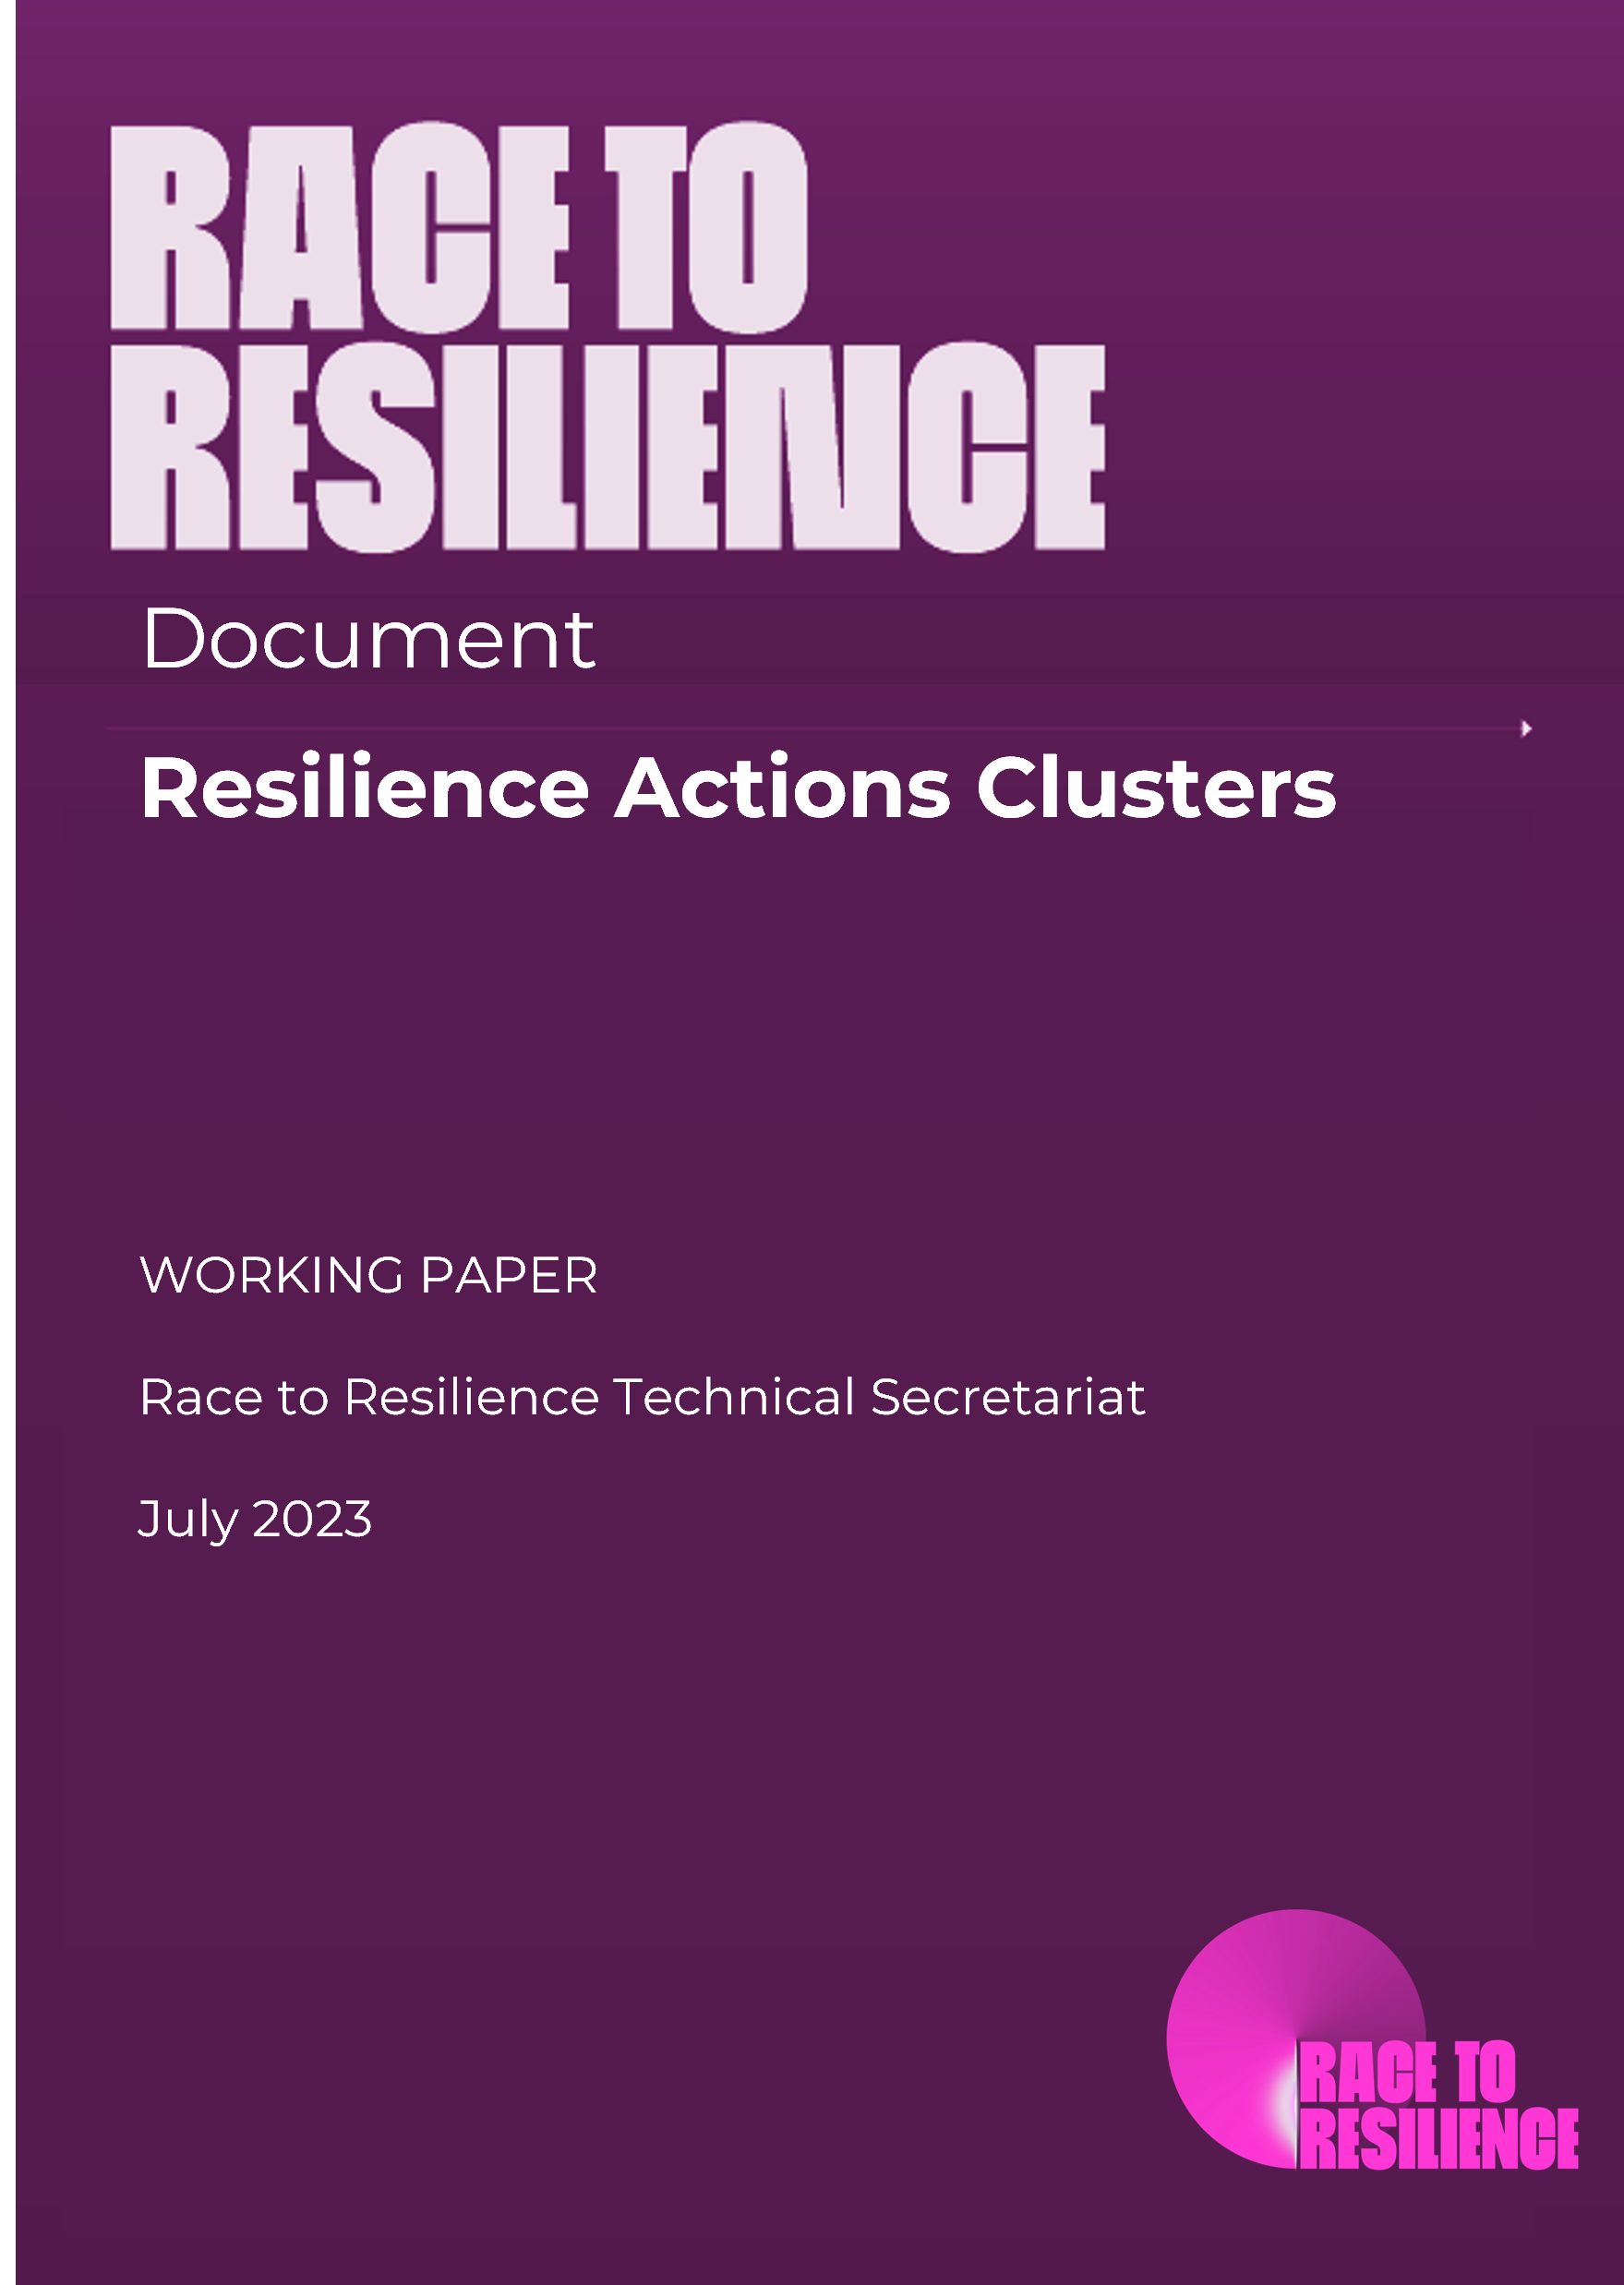 RACE TO
RESILIENCE
Document
Resilience Actions Clusters
WORKING PAPER
Race to Resilience Technical Secretariat
July 2023
RACE TO
RESILIENCE